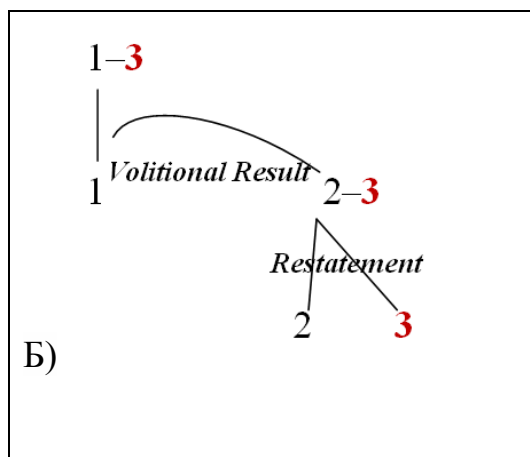 1–3
1 Volitional Result 2–3
Restatement
2 3
Б)